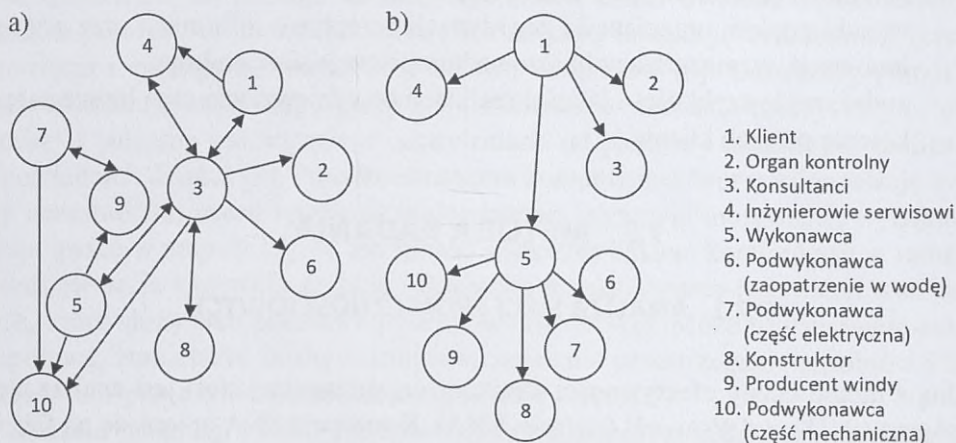 a)
b)
4
1
7
3
2
9
6
5
8
10
1
4
2
3
10
5
6
9
7
8
1. Klient
2. Organ kontrolny
3. Konsultanci
4. Inżynierowie serwisowi
5. Wykonawca
6. Podwykonawca
(zaopatrzenie w wodę)
7. Podwykonawca
(część elektryczna)
8. Konstruktor
9. Producent windy
10. Podwykonawca
(część mechaniczna)